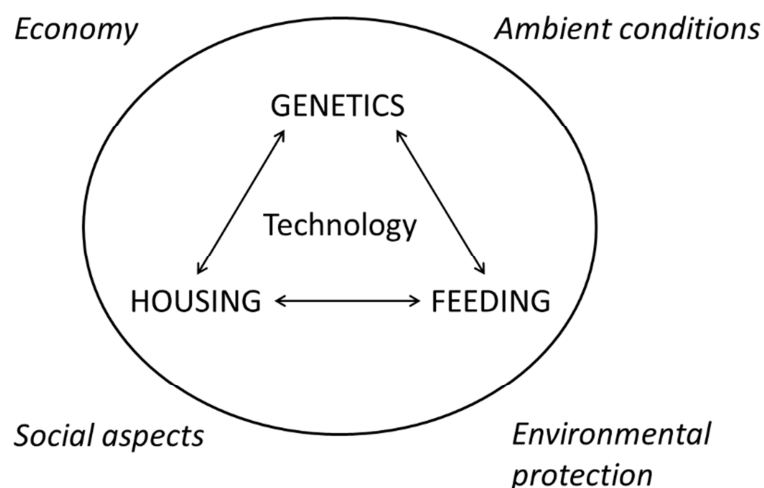 Economy
Ambient conditions
GENETICS
Technology
HOUSING
FEEDING
Social aspects
Environmental
protection